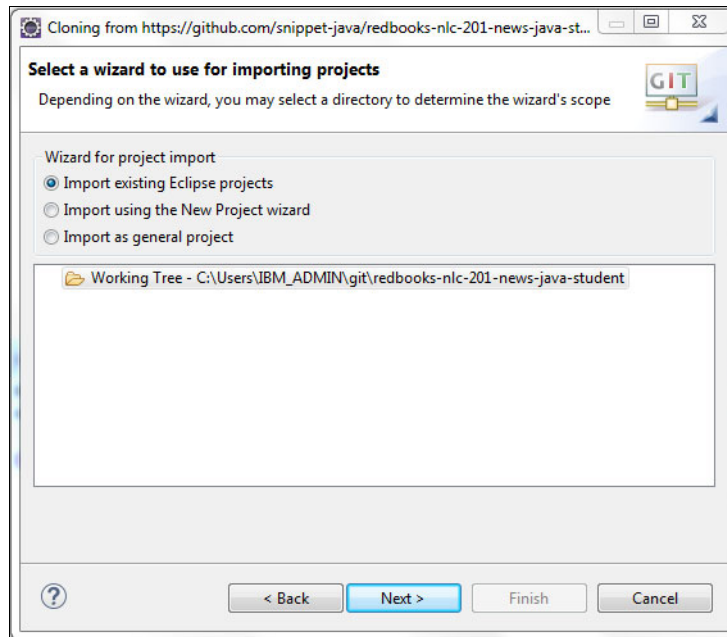 Cloning from https://github.com/snippet-java/redbooks-nlc-201-news-java-st...
Select a wizard to use for importing projects
Depending on the wizard, you may select a directory to determine the wizard's scope
GIT
Wizard for project import
Import existing Eclipse projects
Import using the New Project wizard
Import as general project
Working Tree - C:\Users\IBM_ADMIN\git\redbooks-nlc-201-news-java-student
?
< Back
Next >
Finish
Cancel